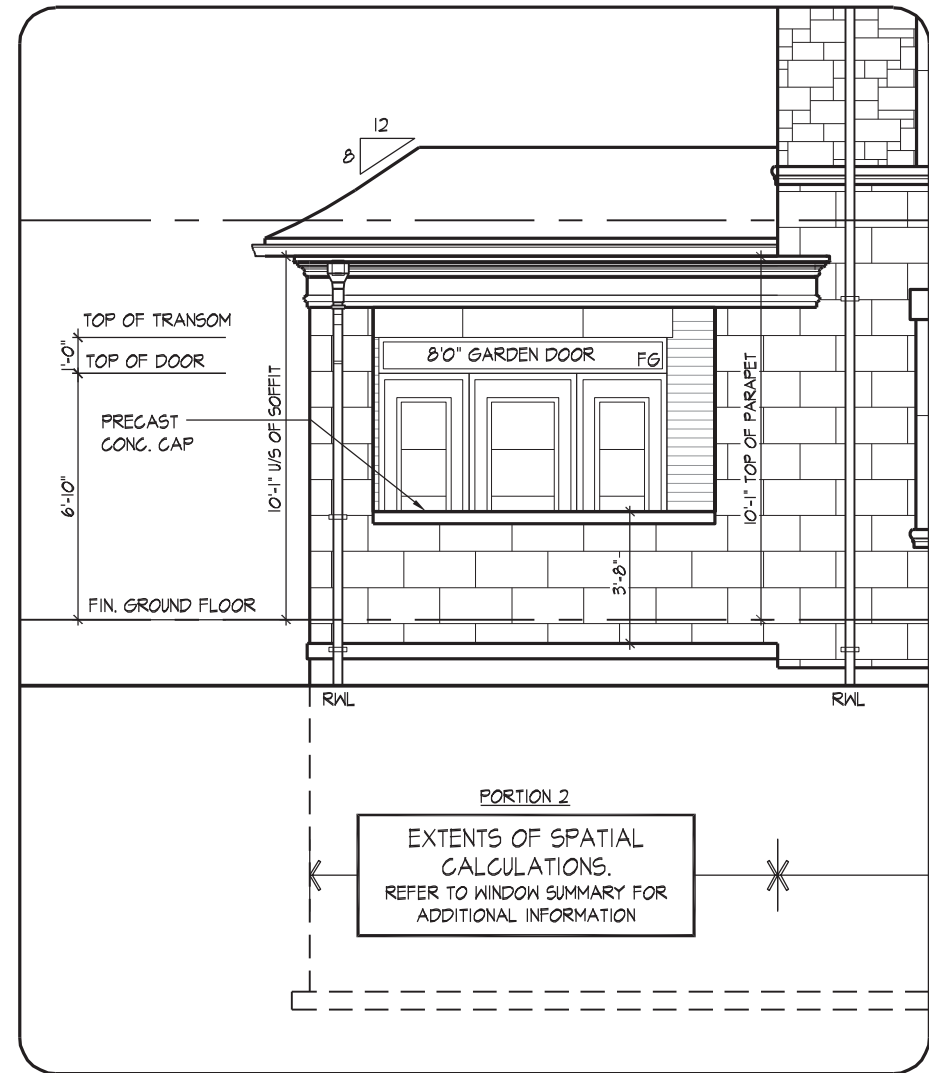 12
8
TOP OF TRANSOM
1'-0"
TOP OF DOOR
8'0" GARDEN DOOR
FG
PRECAST
CONC. CAP
10'-1" U/S OF SOFFIT
10'-1" TOP OF PARAPET
6'-10"
3'-8"
FIN. GROUND FLOOR
RWL
RWL
PORTION 2
EXTENTS OF SPATIAL
CALCULATIONS.
REFER TO WINDOW SUMMARY FOR
ADDITIONAL INFORMATION